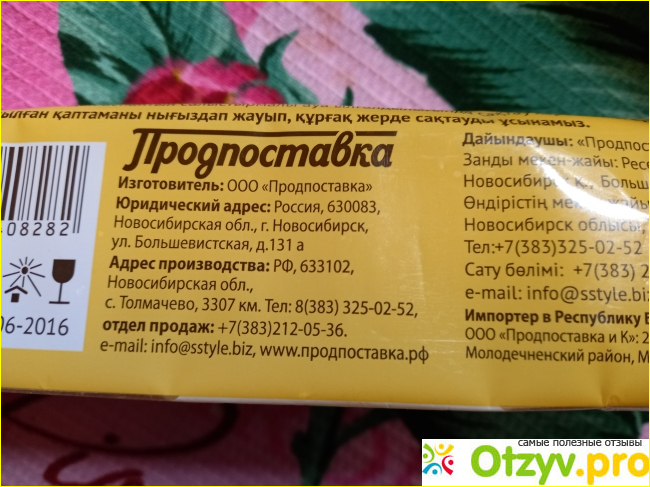 қаптаманы нығыздап жауып, құрғақ жерде сақтауды ұсынамыз.
Продпоставка
Изготовитель: ООО «Продпоставка»
Юридический адрес: Россия, 630083,
Новосибирская обл., г. Новосибирск,
ул. Большевистская, д.131 а
Адрес производства: РФ, 633102,
Новосибирская обл.,
с. Толмачево, 3307 км. Тел: 8(383) 325-02-52,
отдел продаж: +7(383)212-05-36.
e-mail: info@sstyle.biz, www.продпоставка.рф
08282
06-2016
Дайындаушы: «Продпос
Заңды мекен-жайы: Ресе
Новосибирск қ., Больш
Өндірістің
Новосибир облысы,
Тел:+7(383)325-02-52
Сату бөлімі: +7(383) 2
e-mail: info@sstyle.bi
Импортер в Республику
ООО «Продпоставка и К»: 2
Молодечненский район, М
самые полезные отзывы
Otzyv.pro